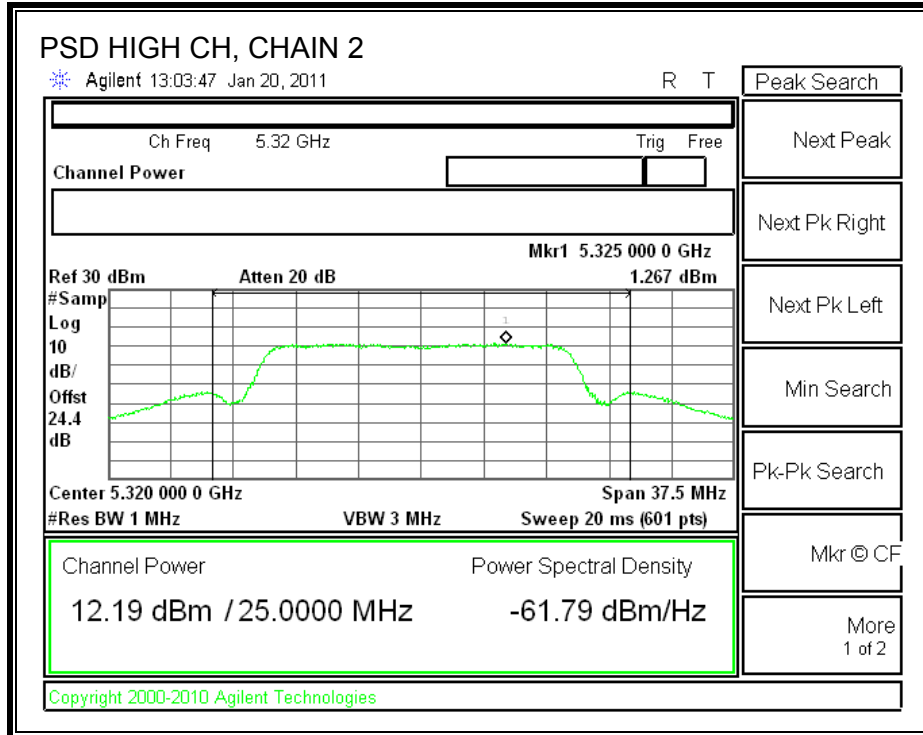 PSD HIGH CH, CHAIN 2
Agilent 13:03:47 Jan 20, 2011 R T
Peak Search
Ch Freq 5.32 GHz Trig Free
Channel Power
Next Peak
Next Pk Right
Mkr1 5.325 000 0 GHz
Ref 30 dBm Atten 20 dB 1.267 dBm
#Samp
Log
10
dB/
Offst
24.4
dB
1
Next Pk Left
Min Search
Pk-Pk Search
Center 5.320 000 0 GHz Span 37.5 MHz
#Res BW 1 MHz VBW 3 MHz Sweep 20 ms (601 pts)
Channel Power Power Spectral Density
12.19 dBm / 25.0000 MHz -61.79 dBm/Hz
Mkr © CF
More
1 of 2
Copyright 2000-2010 Agilent Technologies